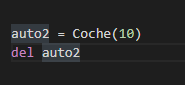 auto2 = Coche(10)
del auto2